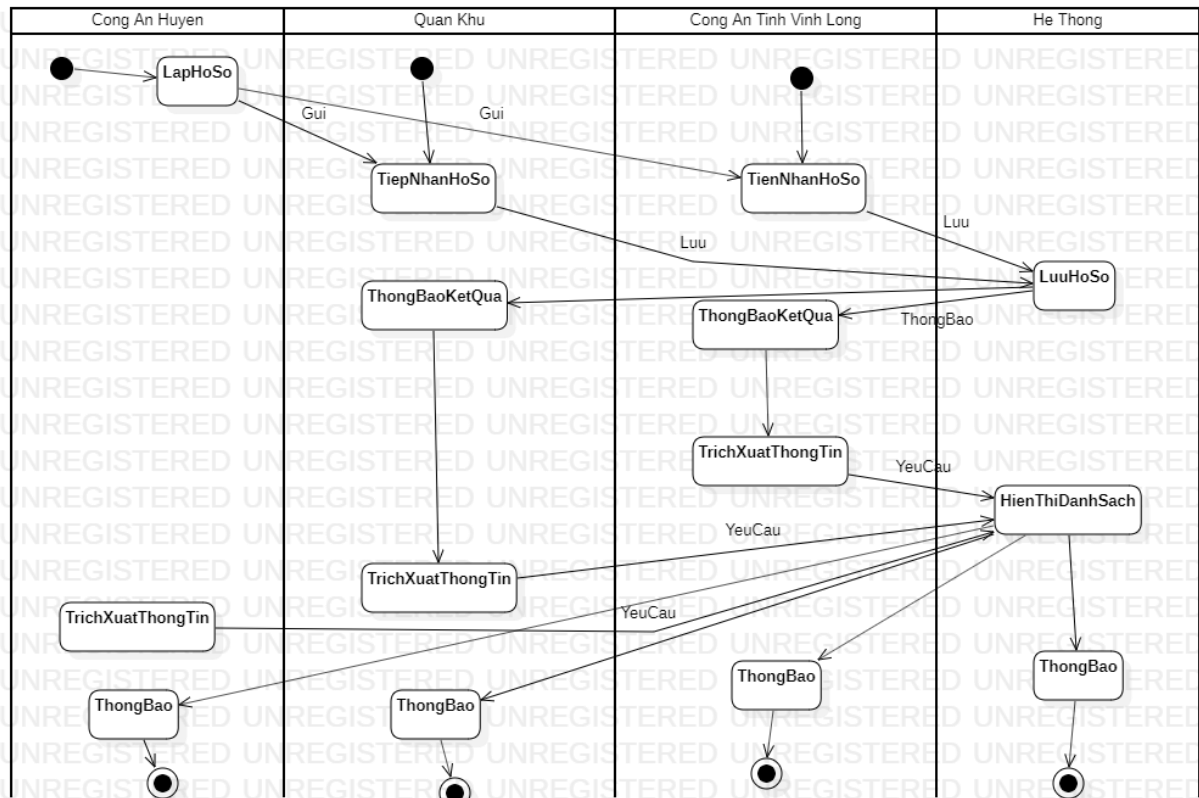 Cong An Huyen
Quan Khu
Cong An Tinh Vinh Long
He Thong
LapHoSo
Gui
Gui
TiepNhanHoSo
TienNhanHoSo
Luu
Luu
LuuHoSo
ThongBaoKetQua
ThongBaoKetQua
ThongBao
TrichXuatThongTin
YeuCau
HienThiDanhSach
YeuCau
TrichXuatThongTin
TrichXuatThongTin
YeuCau
ThongBao
ThongBao
ThongBao
ThongBao
UNREGISTERED